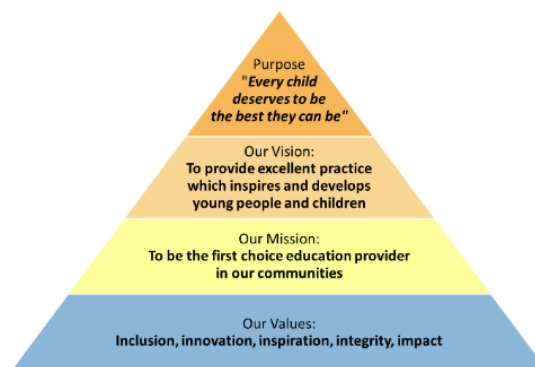 Purpose
"Every child
deserves to be
the best they can be"
Our Vision:
To provide excellent practice
which inspires and develops
young people and children
Our Mission:
To be the first choice education provider
in our communities
Our Values:
Inclusion, innovation, inspiration, integrity, impact